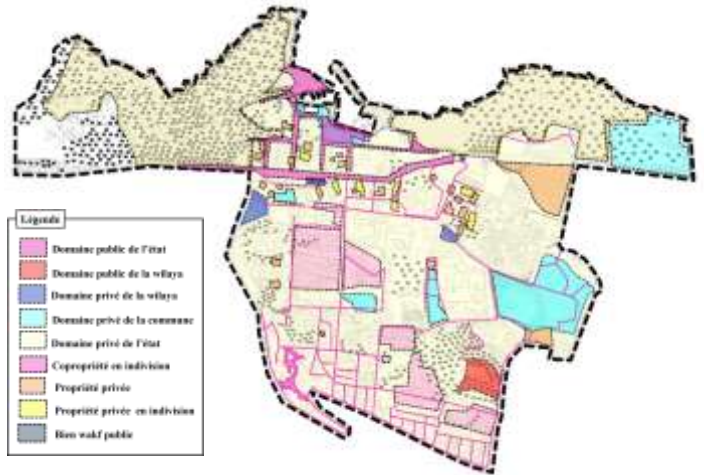 Légende
Domaine public de l'état
Domaine public de la wilaya
Domaine privé de la wilaya
Domaine privé de la commune
Domaine privé de l'état
Copropriété en indivision
Propriété privée
Propriété privée en indivision
Bien wakf public